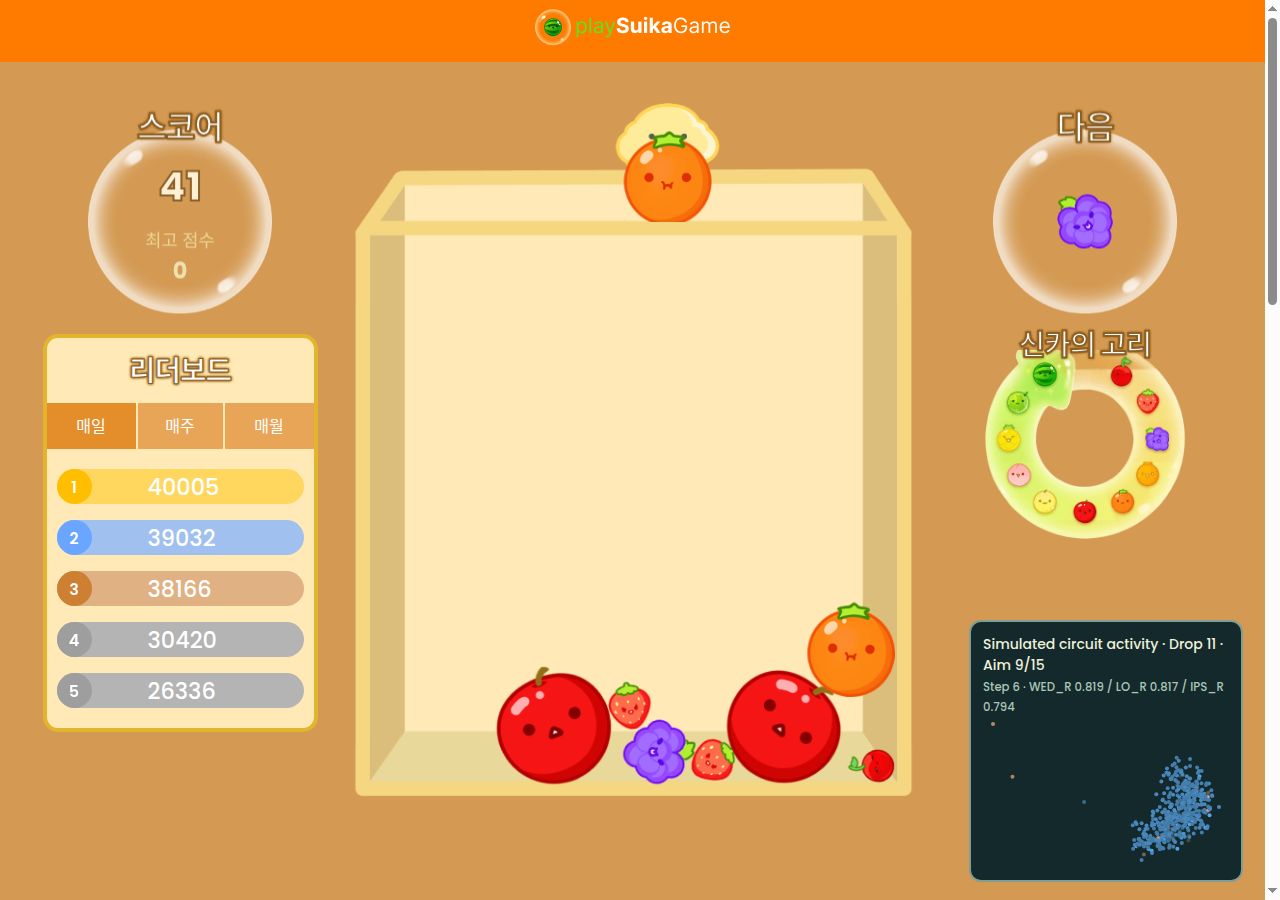 playSuikaGame
스코어
41
최고 점수
0
다음
신카의 고리
리더보드
매일 매주 매월
1 40005
2 39032
3 38166
4 30420
5 26336
Simulated circuit activity · Drop 11 ·
Aim 9/15
Step 6 · WED_R 0.819 / LO_R 0.817 / IPS_R
0.794